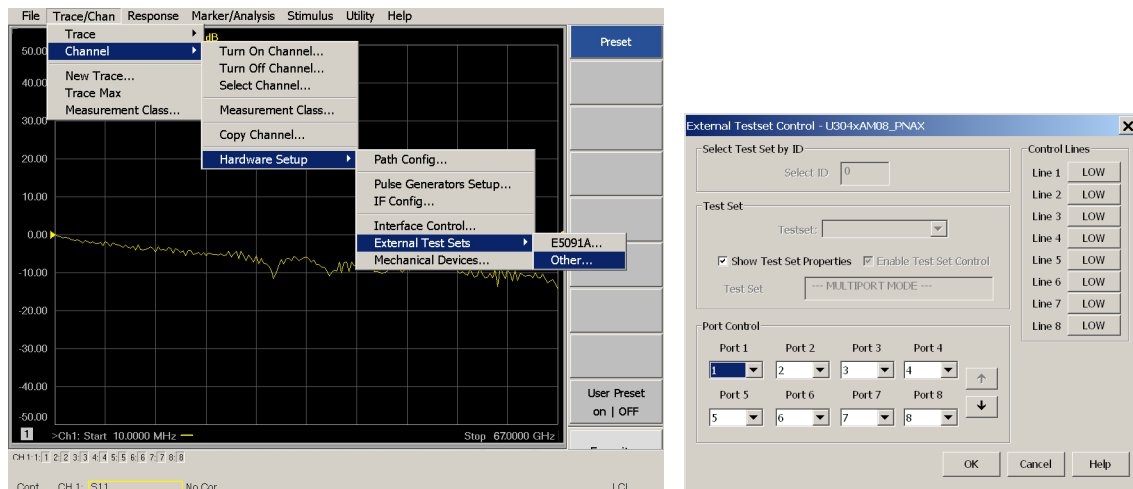 File Trace/Chan Response Marker/Analysis Stimulus Utility Help
Trace
Channel
New Trace...
Trace Max
Measurement Class...
dB
Turn On Channel...
Turn Off Channel...
Select Channel...
Measurement Class...
Copy Channel...
Hardware Setup
Path Config...
Pulse Generators Setup...
IF Config...
Interface Control...
External Test Sets
Mechanical Devices...
E5091A...
Other...
50.00
40.00
30.00
20.00
10.00
0.00
-10.00
-20.00
-30.00
-40.00
-50.00
1 >Ch1: Start 10.0000 MHz Stop 67.0000 GHz
Preset
User Preset
on | OFF
CH 1: 1: 1 2: 2 3: 3 4: 4 5: 5 6: 6 7: 7 8: 8
Cont. CH 1: S11 No Cor LCL
External Testset Control - U304xAM08_PNAX
Select Test Set by ID
Select ID 0
Test Set
Testset:
Show Test Set Properties Enable Test Set Control
Test Set --- MULTIPORT MODE ---
Port Control
Port 1 Port 2 Port 3 Port 4
1 2 3 4
Port 5 Port 6 Port 7 Port 8
5 6 7 8
Control Lines
Line 1 LOW
Line 2 LOW
Line 3 LOW
Line 4 LOW
Line 5 LOW
Line 6 LOW
Line 7 LOW
Line 8 LOW
OK Cancel Help